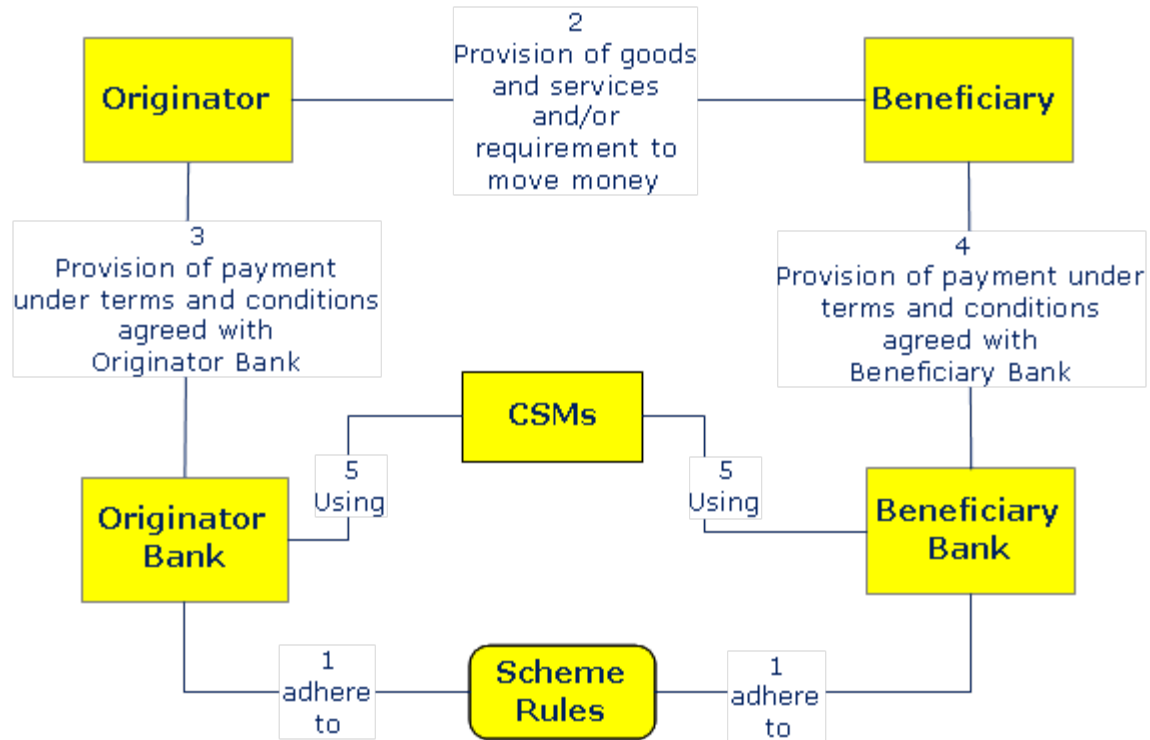 2
Provision of goods
and services
and/or
requirement to
move money
Originator
Beneficiary
3
Provision of payment
under terms and conditions
agreed with
Originator Bank
4
Provision of payment under
terms and conditions
agreed with
Beneficiary Bank
CSMs
5
Using
5
Using
Originator
Bank
Beneficiary
Bank
1
adhere
to
Scheme
Rules
1
adhere
to